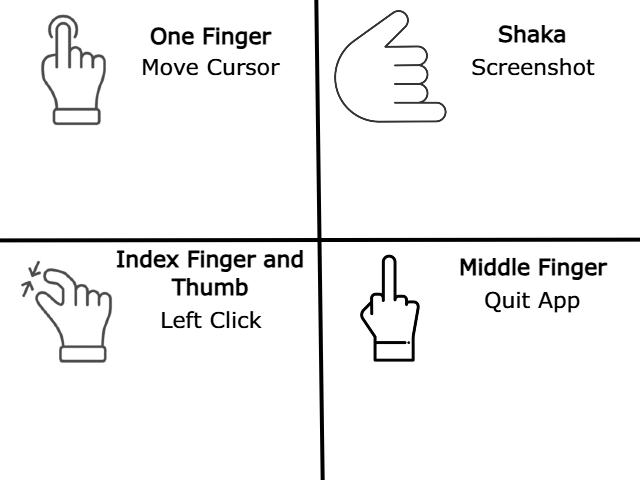 One Finger
Move Cursor
Shaka
Screenshot
Index Finger and
Thumb
Left Click
Middle Finger
Quit App